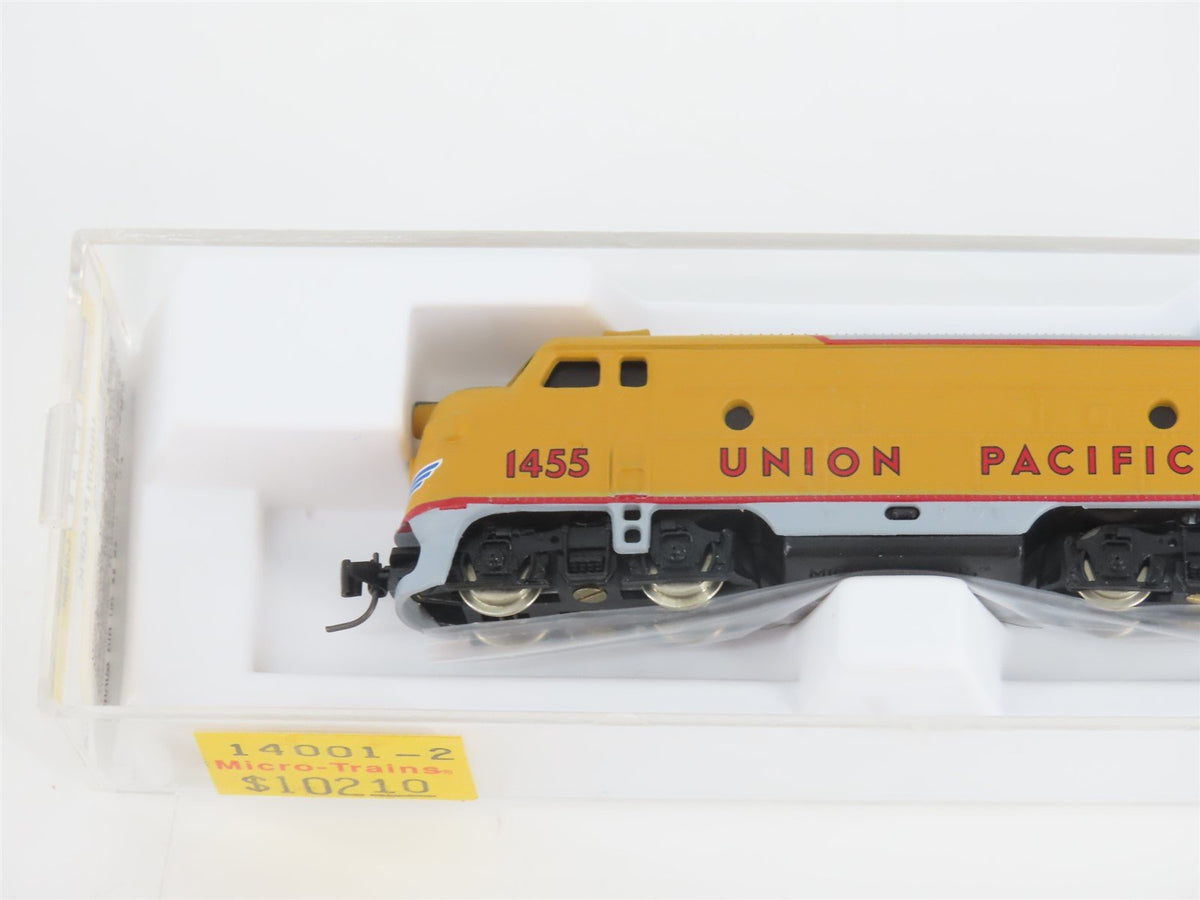 1455
UNION PACIFIC
14001-2
Micro-Trains®
$10210